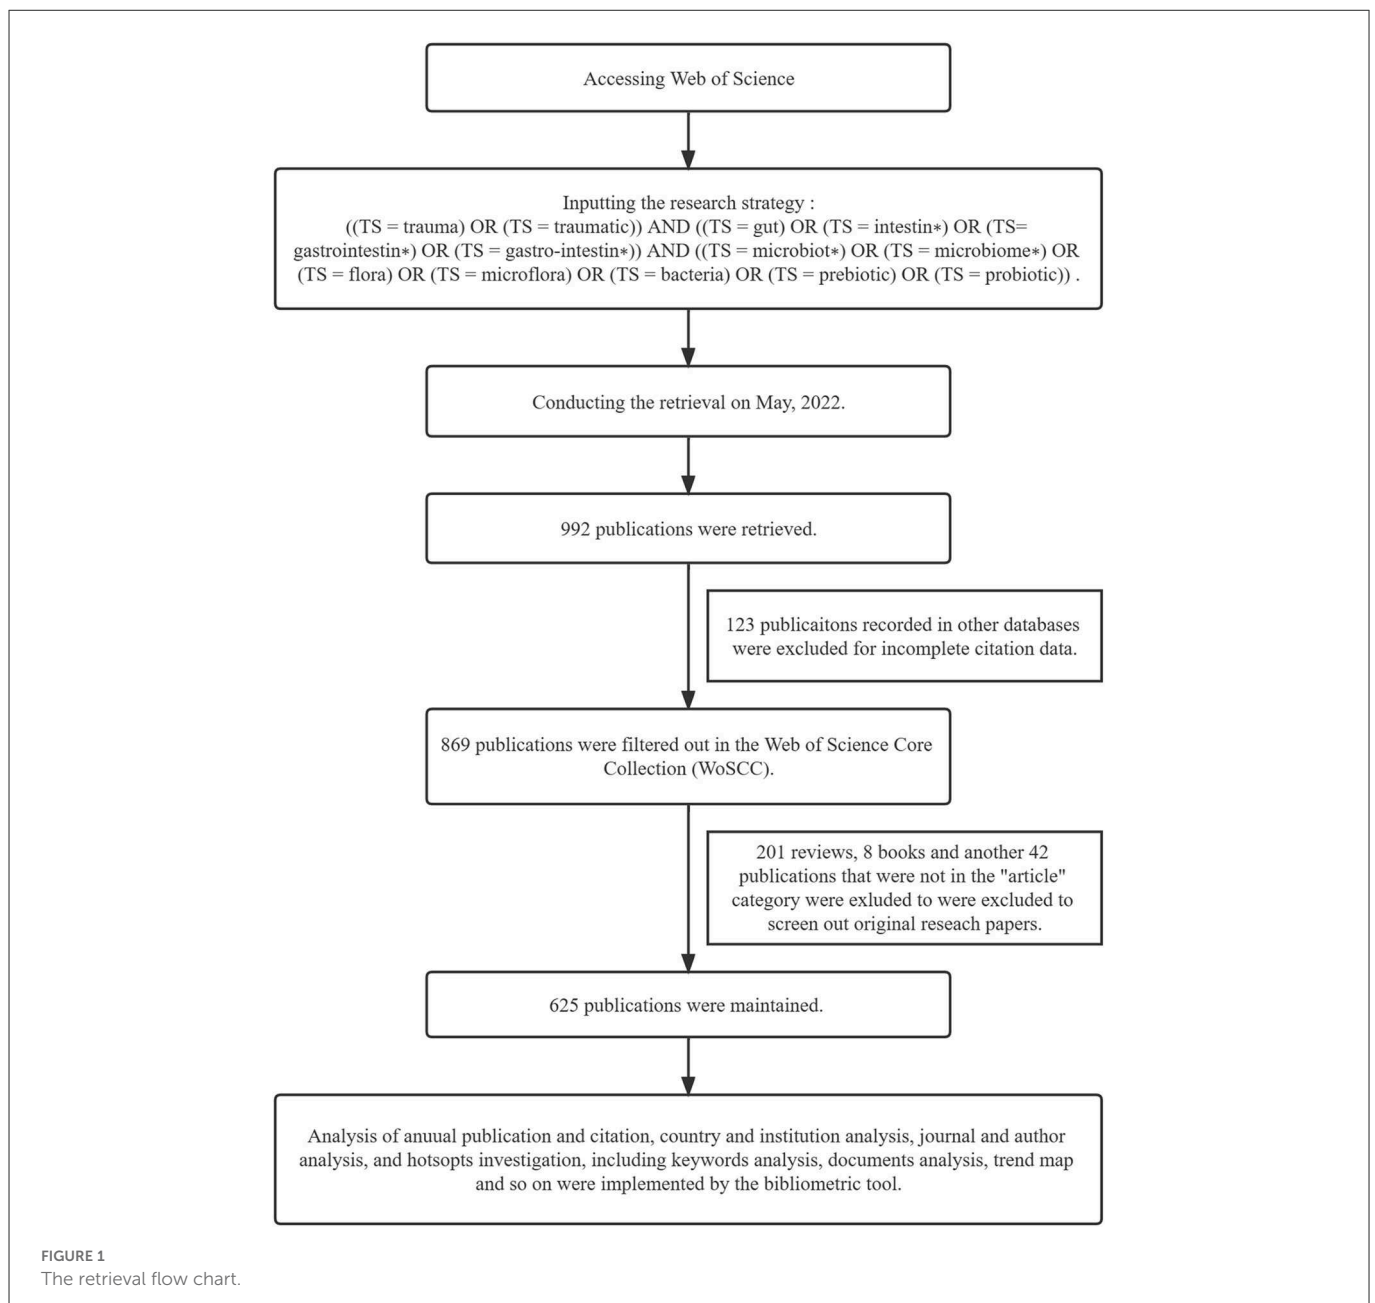 Accessing Web of Science
Inputting the research strategy :
((TS = trauma) OR (TS = traumatic)) AND ((TS = gut) OR (TS = intestin∗) OR (TS=
gastrointestin∗) OR (TS = gastro-intestin∗)) AND ((TS = microbiot∗) OR (TS = microbiome∗) OR
(TS = flora) OR (TS = microflora) OR (TS = bacteria) OR (TS = prebiotic) OR (TS = probiotic)) .
Conducting the retrieval on May, 2022.
992 publications were retrieved.
123 publicaitons recorded in other databases
were excluded for incomplete citation data.
869 publications were filtered out in the Web of Science Core
Collection (WoSCC).
201 reviews, 8 books and another 42
publications that were not in the "article"
category were exluded to were excluded to
screen out original reseach papers.
625 publications were maintained.
Analysis of anuual publication and citation, country and institution analysis, journal and author
analysis, and hotsopts investigation, including keywords analysis, documents analysis, trend map
and so on were implemented by the bibliometric tool.
FIGURE 1
The retrieval flow chart.